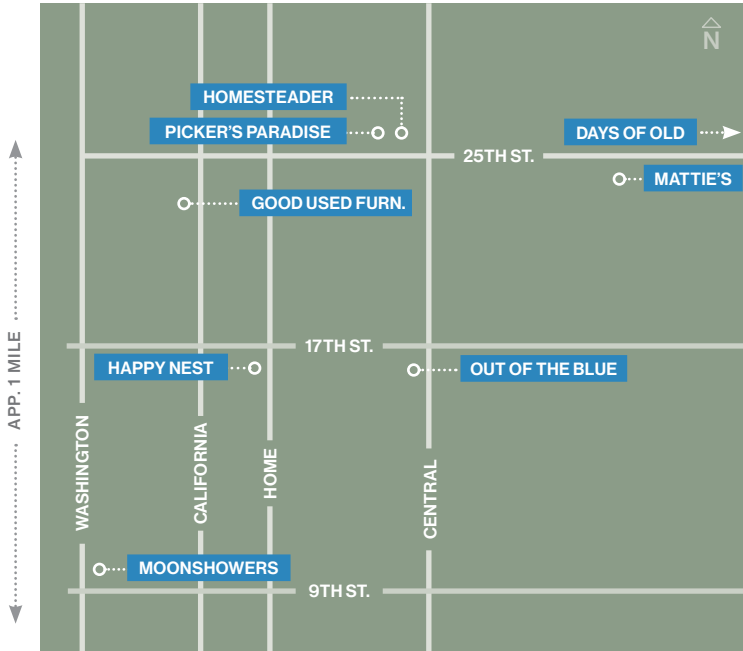 N
HOMESTEADER
PICKER'S PARADISE
DAYS OF OLD
25TH ST.
MATTIE'S
GOOD USED FURN.
APP. 1 MILE
17TH ST.
HAPPY NEST
OUT OF THE BLUE
WASHINGTON
CALIFORNIA
HOME
CENTRAL
MOONSHOWERS
9TH ST.